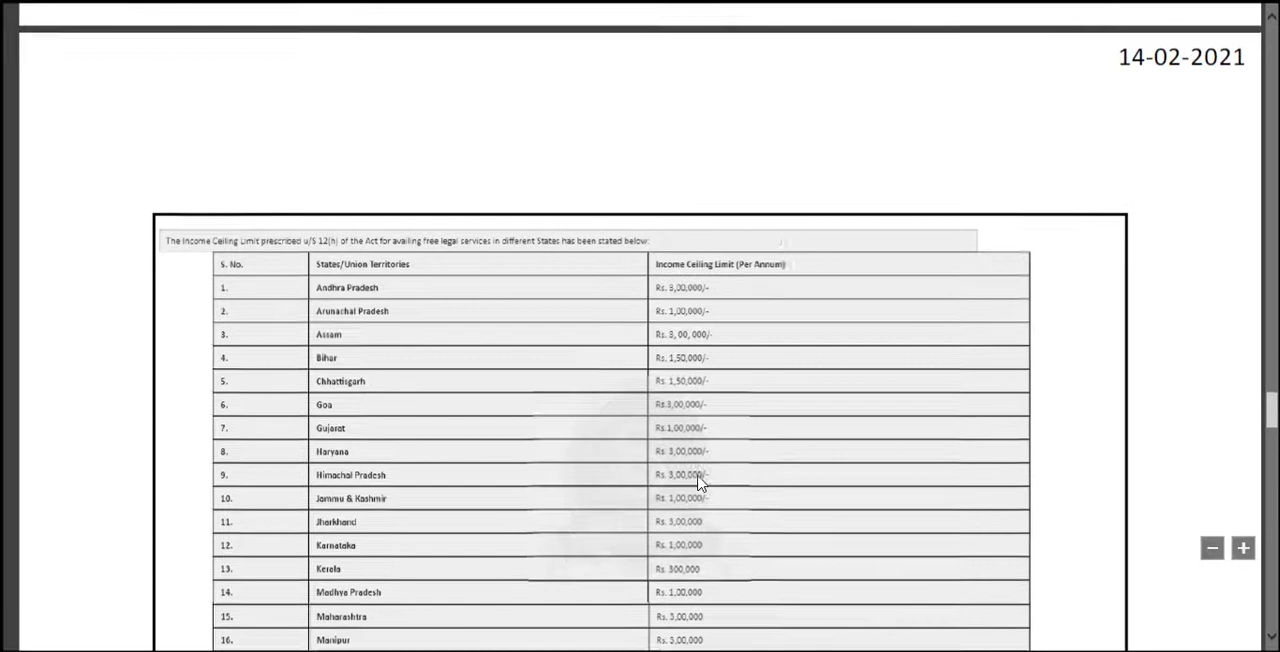 14-02-2021
The Income Ceiling Limit prescribed u/S 12(h) of the Act for availing free legal services in different States has been stated below:
S. No. States/Union Territories Income Ceiling Limit (Per Annum)
1. Andhra Pradesh Rs. 3,00,000/-
2. Arunachal Pradesh Rs. 1,00,000/-
3. Assam Rs. 3, 00, 000/-
4. Bihar Rs. 1,50,000/-
5. Chhattisgarh Rs. 1,50,000/-
6. Goa Rs.3,00,000/-
7. Gujarat Rs.1,00,000/-
8. Haryana Rs. 3,00,000/-
9. Himachal Pradesh Rs. 3,00,000/-
10. Jammu & Kashmir Rs. 1,00,000/-
11. Jharkhand Rs. 3,00,000
12. Karnataka Rs. 1,00,000
13. Kerala Rs. 300,000
14. Madhya Pradesh Rs. 1,00,000
15. Maharashtra Rs. 3,00,000
16. Manipur Rs. 3,00,000